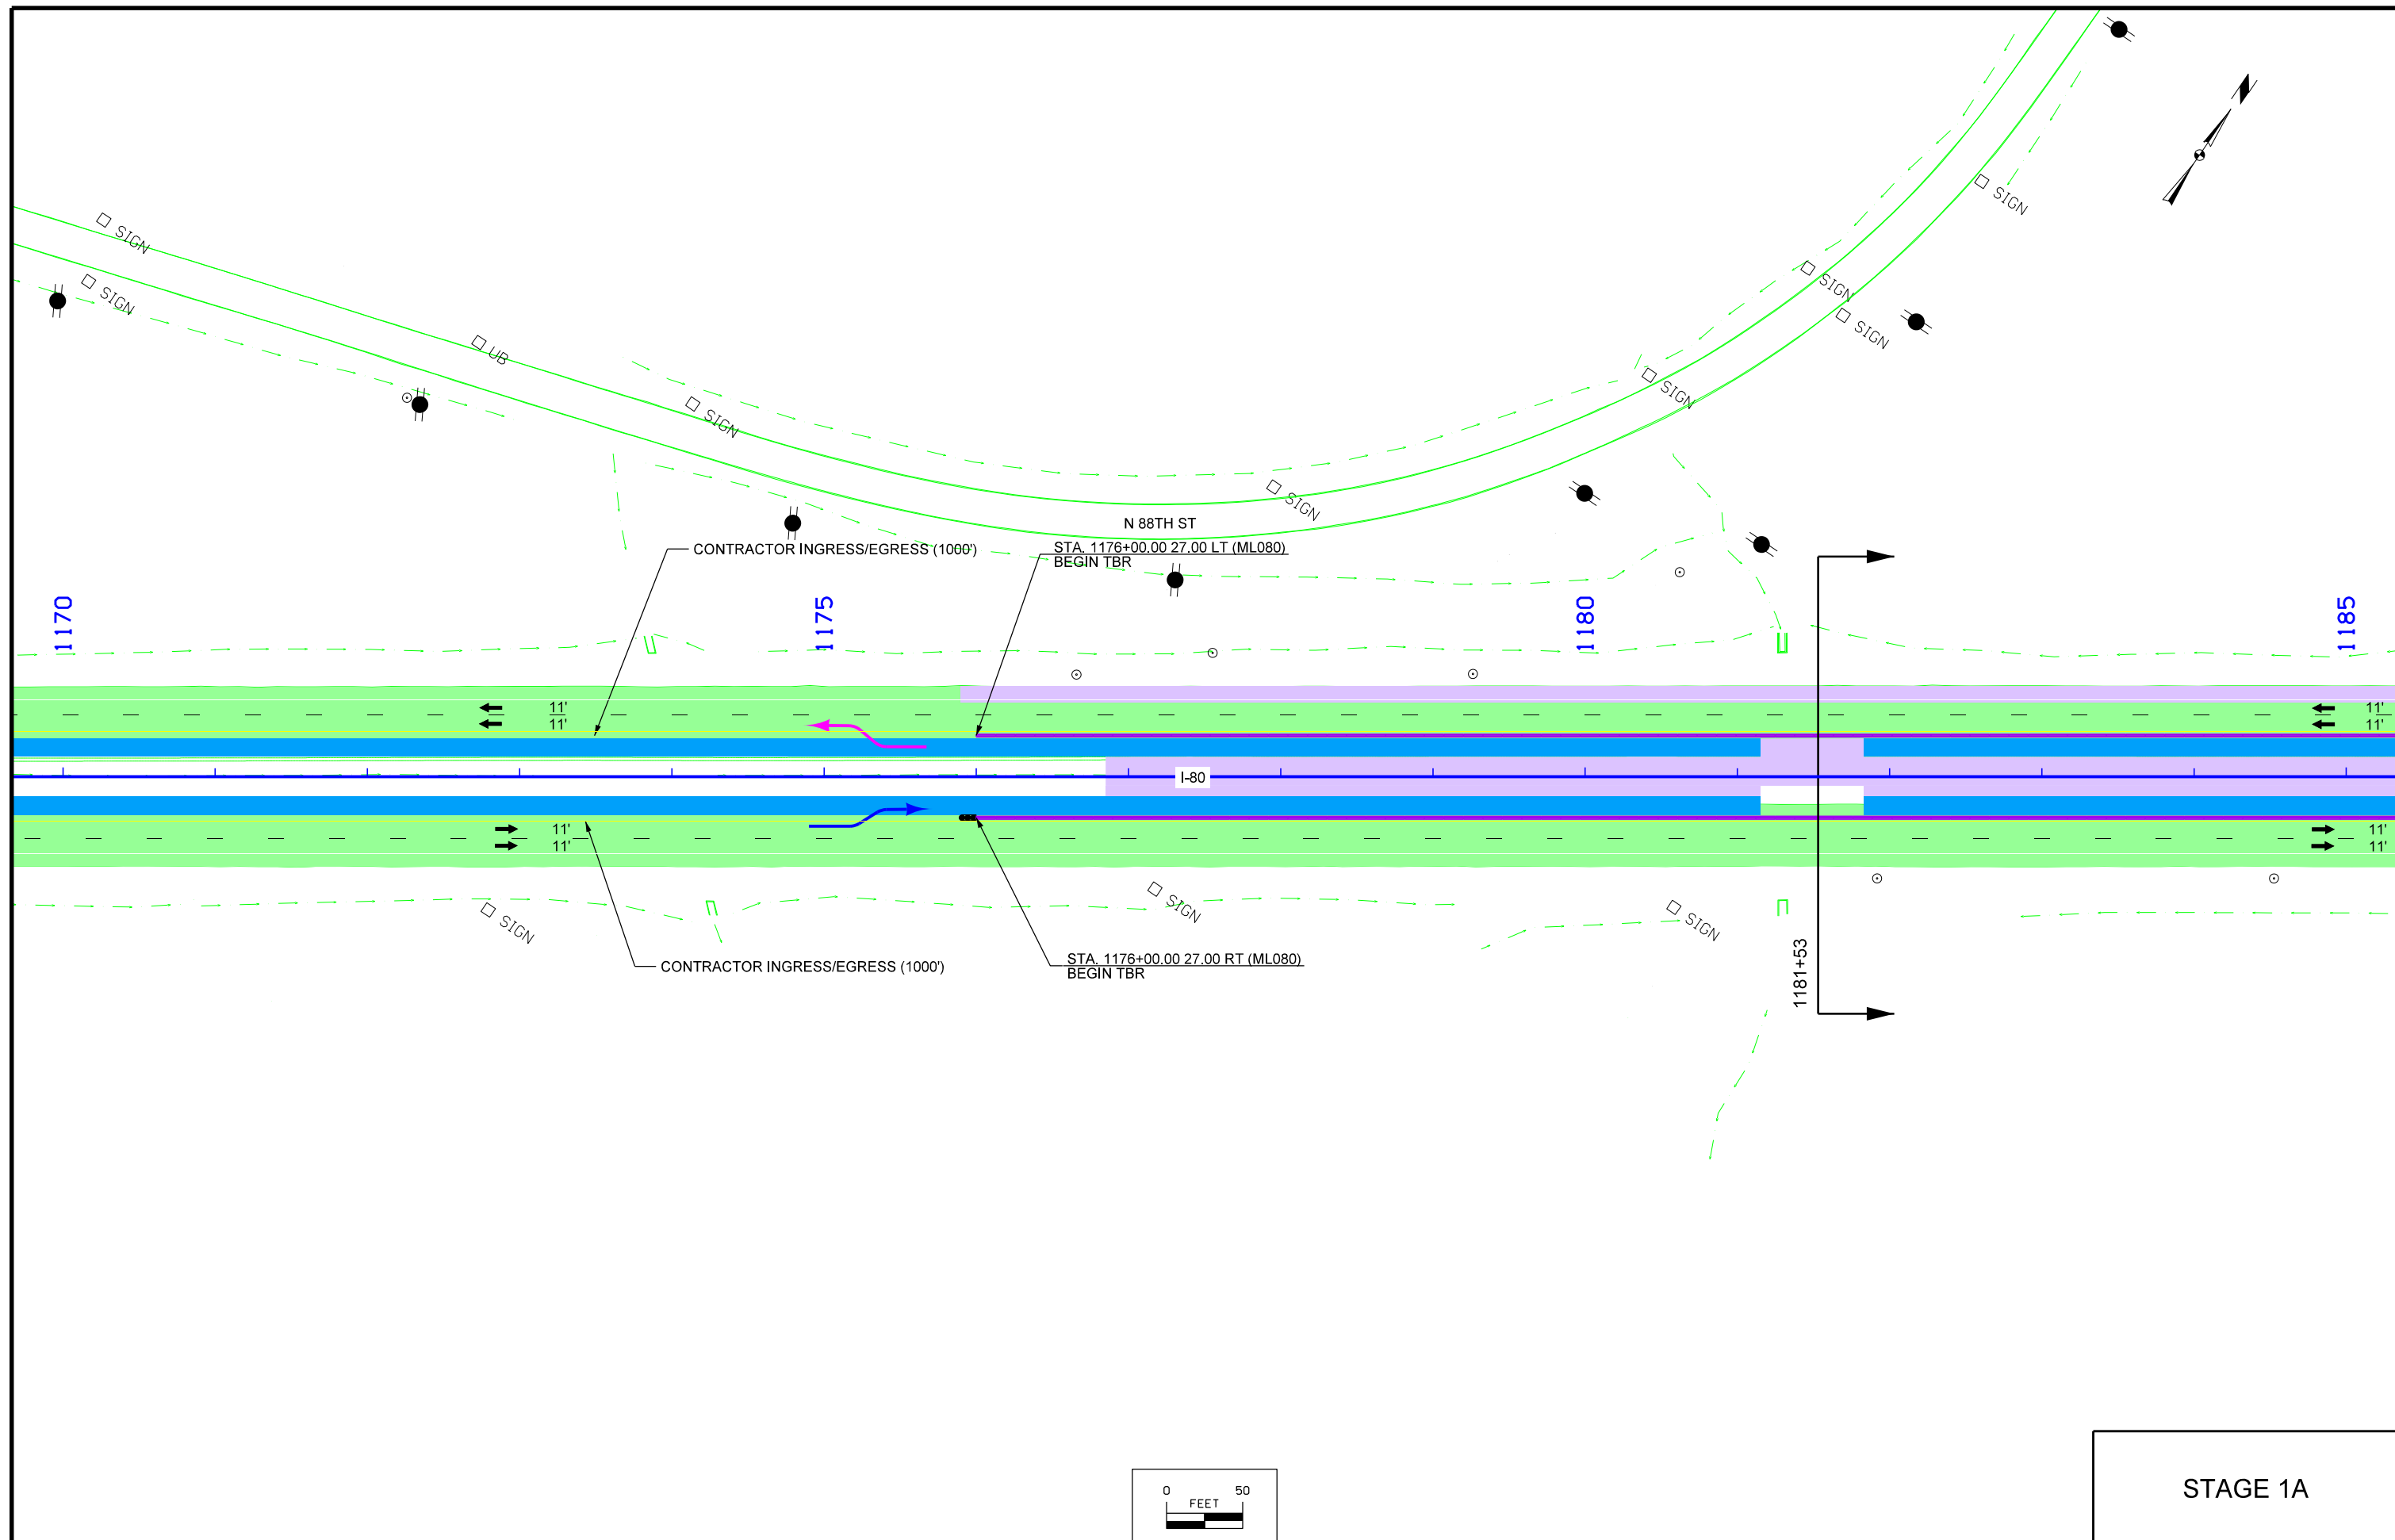 N
SIGN
SIGN
SIGN
SIGN
UB
SIGN
SIGN
SIGN
SIGN
N 88TH ST
CONTRACTOR INGRESS/EGRESS (1000')
STA. 1176+00.00 27.00 LT (ML080)
BEGIN TBR
1170
1175
1180
1185
11'
11'
11'
11'
I-80
11'
11'
11'
11'
SIGN
SIGN
SIGN
CONTRACTOR INGRESS/EGRESS (1000')
STA. 1176+00.00 27.00 RT (ML080)
BEGIN TBR
1181+53
0 50
FEET
STAGE 1A